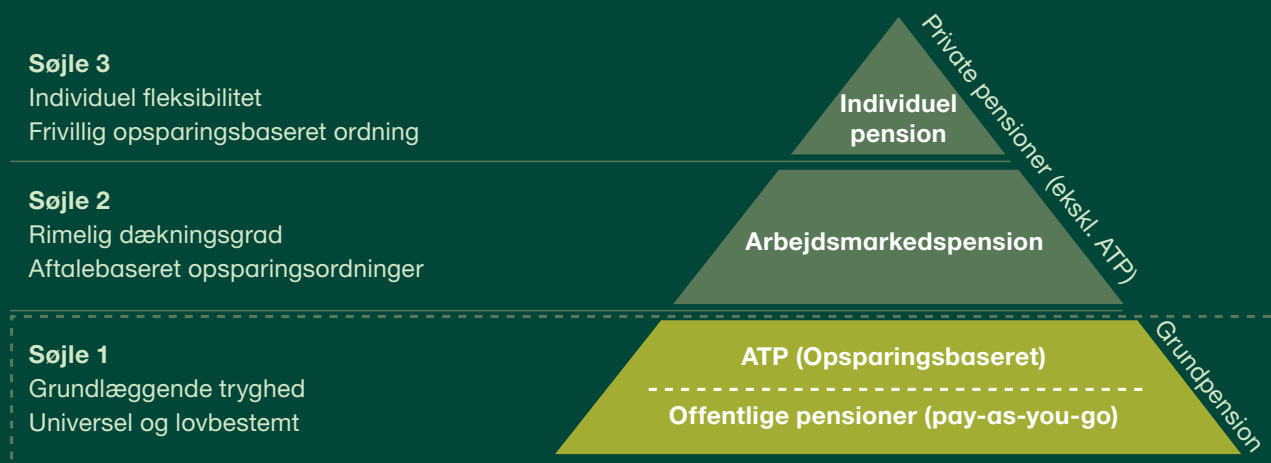 Søjle 3
Individuel fleksibilitet
Frivillig opsparingsbaseret ordning
Individuel
pension
Private pensioner (ekskl. ATP)
Søjle 2
Rimelig dækningsgrad
Aftalebaseret opsparingsordninger
Arbejdsmarkedspension
Søjle 1
Grundlæggende tryghed
Universel og lovbestemt
ATP (Opsparingsbaseret)
Offentlige pensioner (pay-as-you-go)
Grundpension